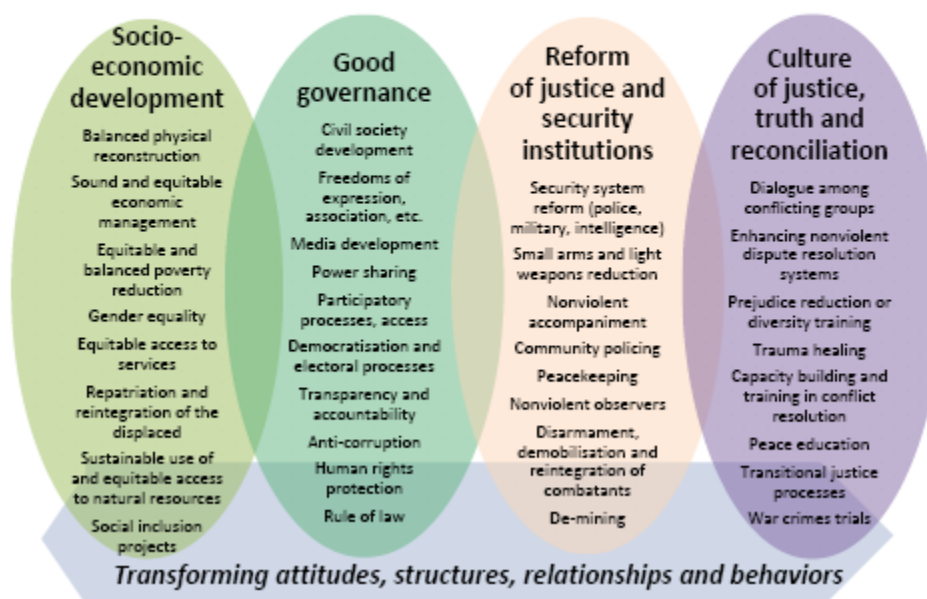 Socio-
economic
development
Balanced physical
reconstruction
Sound and equitable
economic
management
Equitable and
balanced poverty
reduction
Gender equality
Equitable access to
services
Repatriation and
reintegration of the
displaced
Sustainable use of
and equitable access
to natural resources
Social inclusion
projects
Good
governance
Civil society
development
Freedoms of
expression,
association, etc.
Media development
Power sharing
Participatory
processes, access
Democratisation and
electoral processes
Transparency and
accountability
Anti-corruption
Human rights
protection
Rule of law
Reform
of justice and
security
institutions
Security system
reform (police,
military, intelligence)
Small arms and light
weapons reduction
Nonviolent
accompaniment
Community policing
Peacekeeping
Nonviolent observers
Disarmament,
demobilisation and
reintegration of
combatants
De-mining
Culture
of justice,
truth and
reconciliation
Dialogue among
conflicting groups
Enhancing nonviolent
dispute resolution
systems
Prejudice reduction or
diversity training
Trauma healing
Capacity building and
training in conflict
resolution
Peace education
Transitional justice
processes
War crimes trials
Transforming attitudes, structures, relationships and behaviors